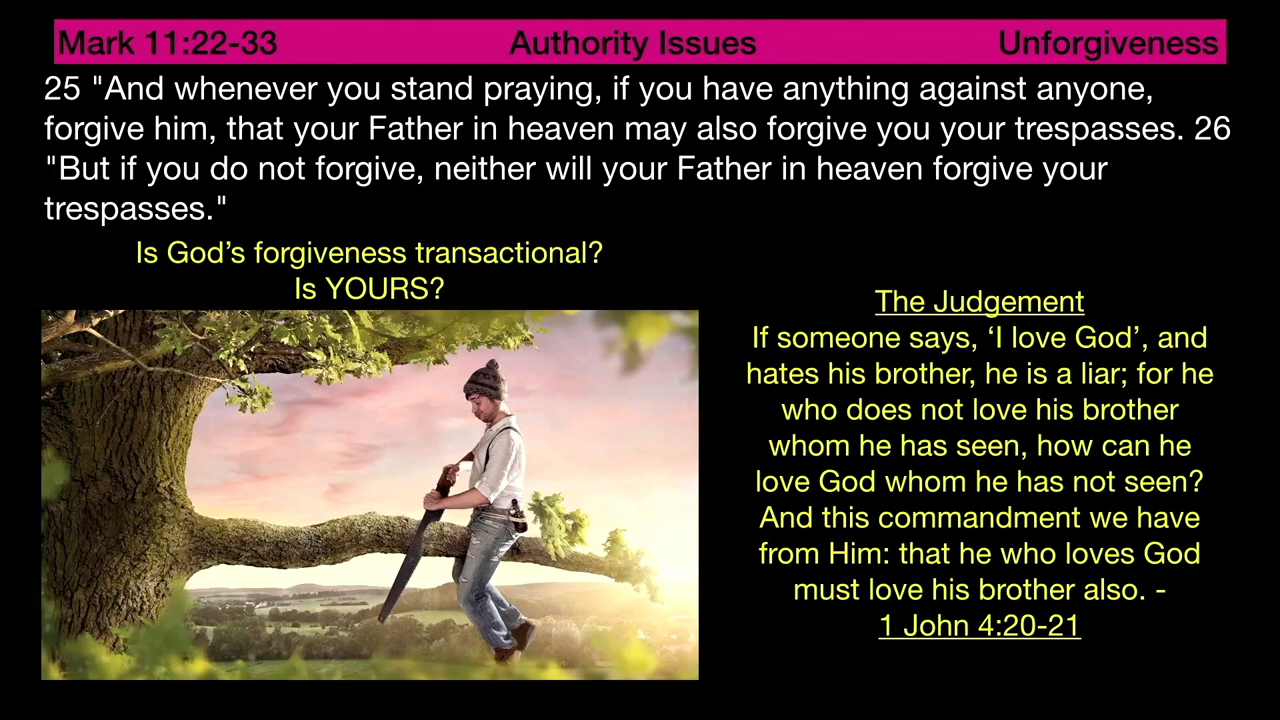 Mark 11:22-33 Authority Issues Unforgiveness
25 "And whenever you stand praying, if you have anything against anyone,
forgive him, that your Father in heaven may also forgive you your trespasses. 26
"But if you do not forgive, neither will your Father in heaven forgive your
trespasses."
Is God’s forgiveness transactional?
Is YOURS?
The Judgement
If someone says, ‘I love God’, and
hates his brother, he is a liar; for he
who does not love his brother
whom he has seen, how can he
love God whom he has not seen?
And this commandment we have
from Him: that he who loves God
must love his brother also. -
1 John 4:20-21